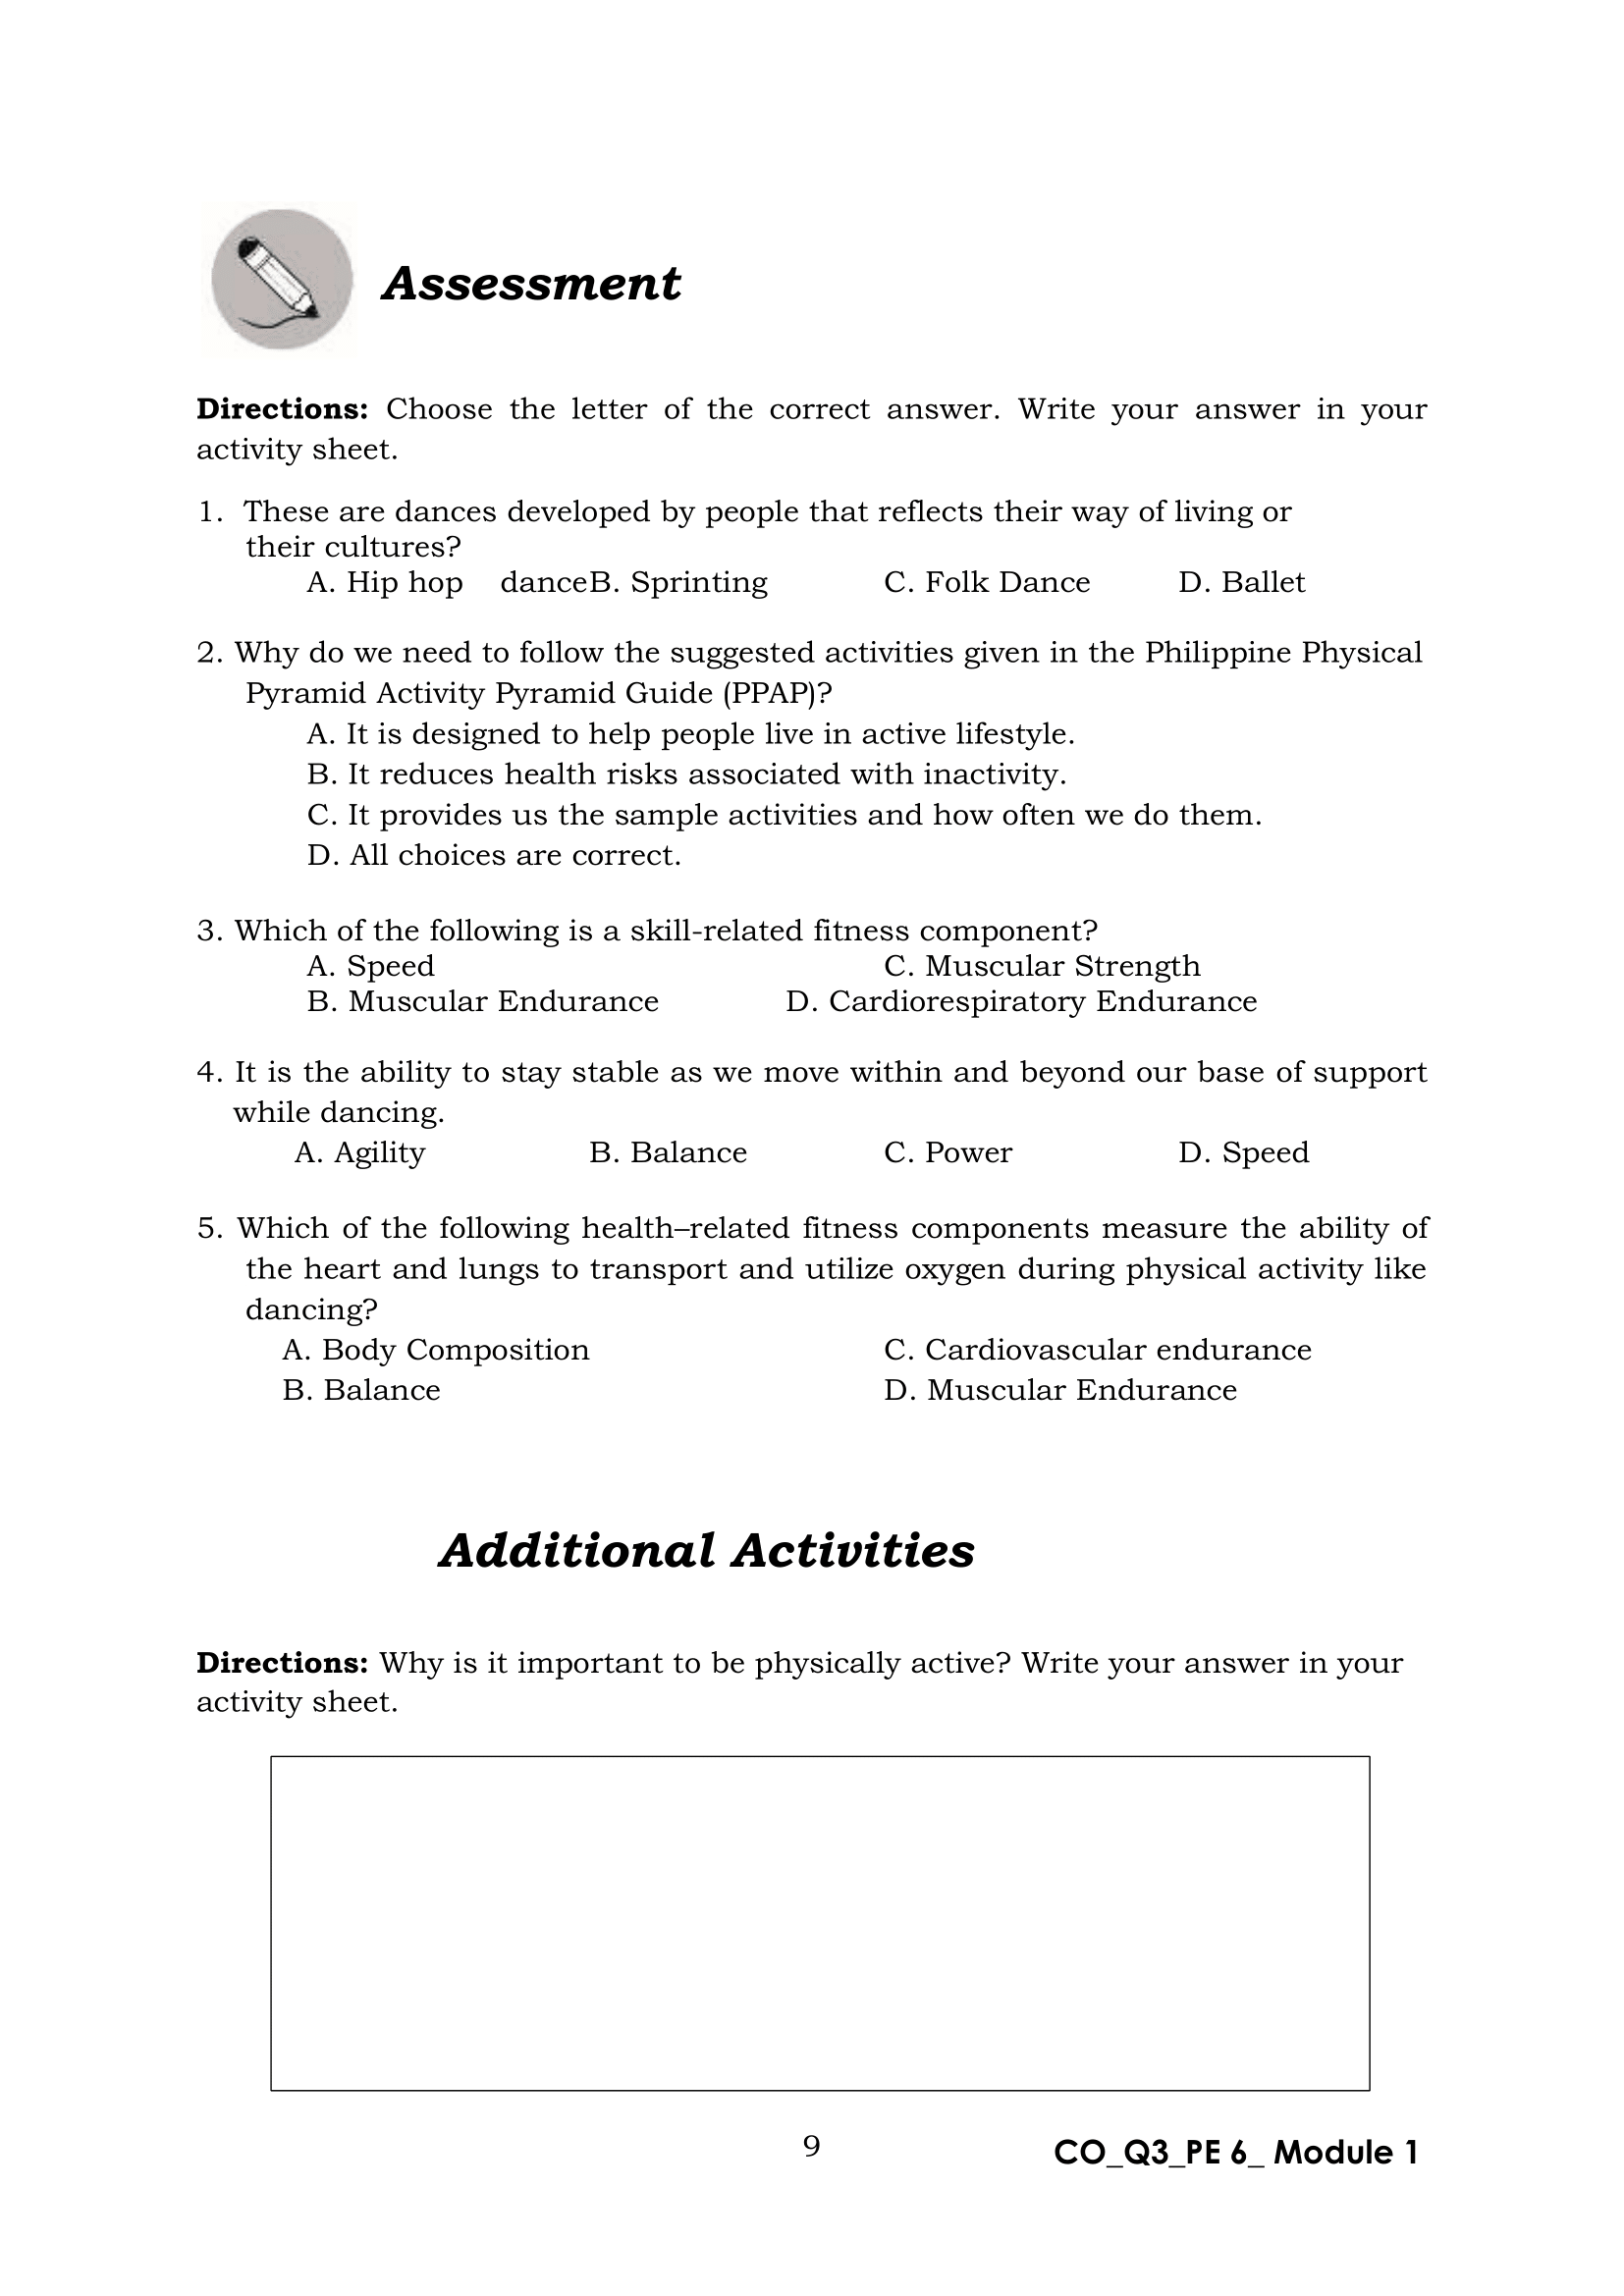 Assessment
Directions: Choose the letter of the correct answer. Write your answer in your
activity sheet.
1. These are dances developed by people that reflects their way of living or
their cultures?
A. Hip hop danceB. Sprinting C. Folk Dance D. Ballet
2. Why do we need to follow the suggested activities given in the Philippine Physical
Pyramid Activity Pyramid Guide (PPAP)?
A. It is designed to help people live in active lifestyle.
B. It reduces health risks associated with inactivity.
C. It provides us the sample activities and how often we do them.
D. All choices are correct.
3. Which of the following is a skill-related fitness component?
A. Speed C. Muscular Strength
B. Muscular Endurance D. Cardiorespiratory Endurance
4. It is the ability to stay stable as we move within and beyond our base of support
while dancing.
A. Agility B. Balance C. Power D. Speed
5. Which of the following health–related fitness components measure the ability of
the heart and lungs to transport and utilize oxygen during physical activity like
dancing?
A. Body Composition C. Cardiovascular endurance
B. Balance D. Muscular Endurance
Additional Activities
Directions: Why is it important to be physically active? Write your answer in your
activity sheet.
9 CO_Q3_PE 6_ Module 1